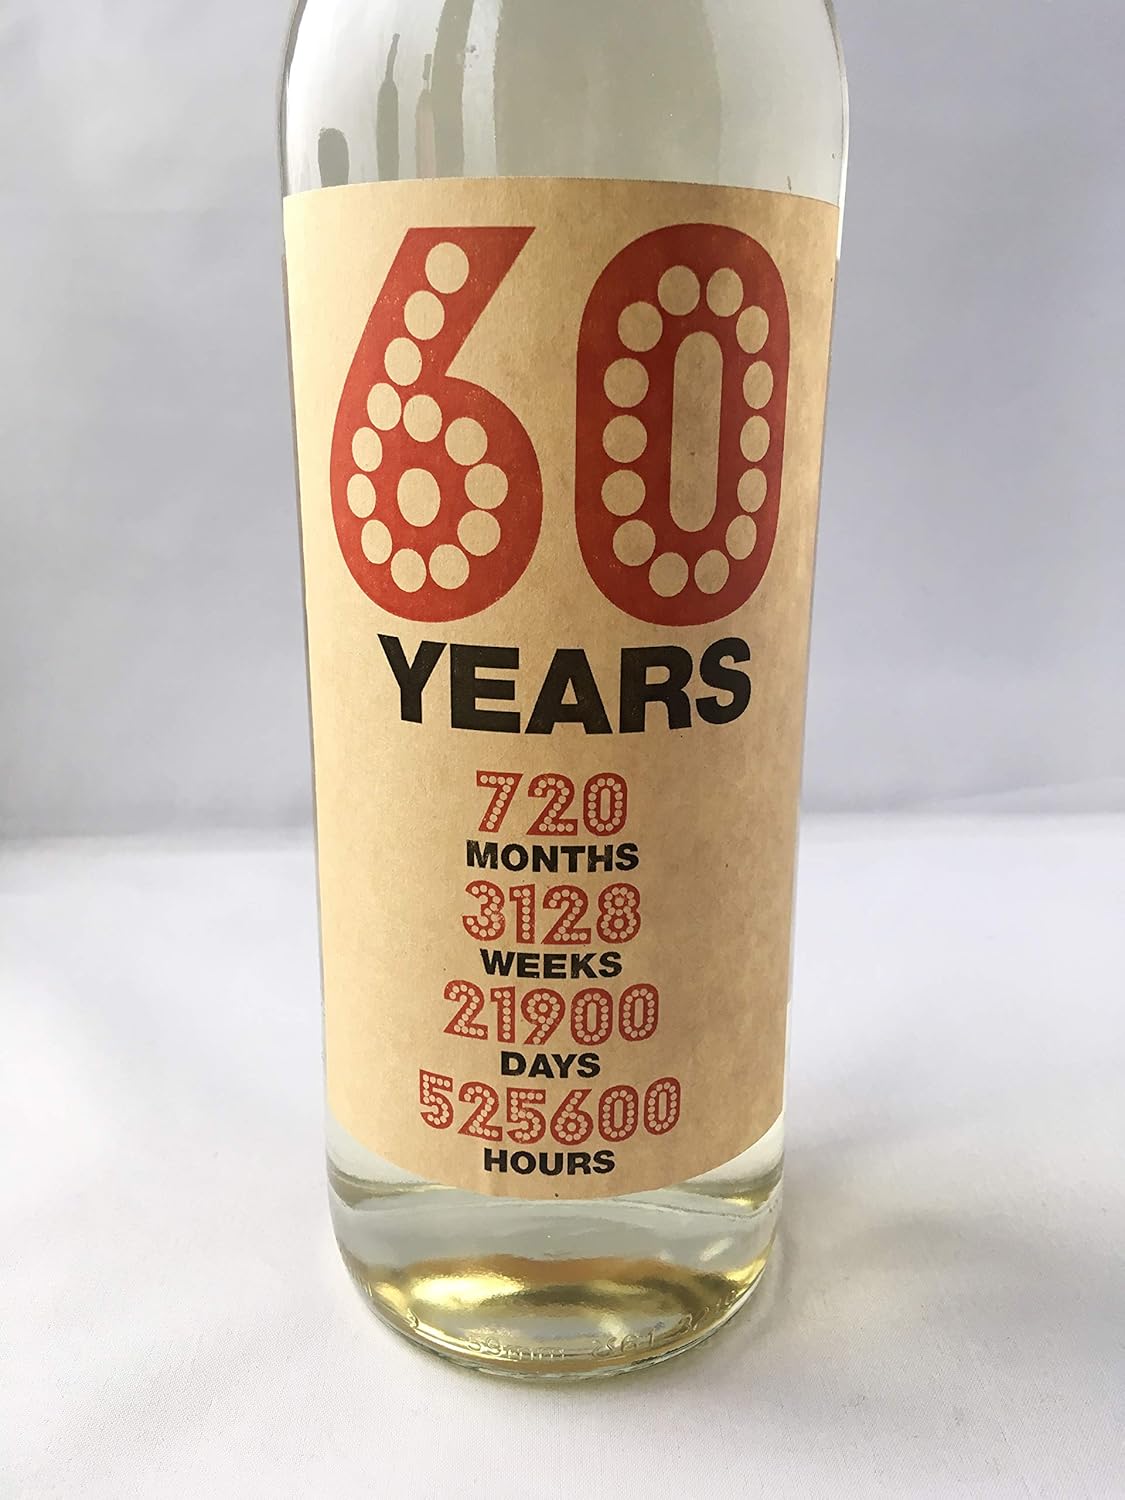 60
YEARS
720
MONTHS
3128
WEEKS
21900
DAYS
525600
HOURS